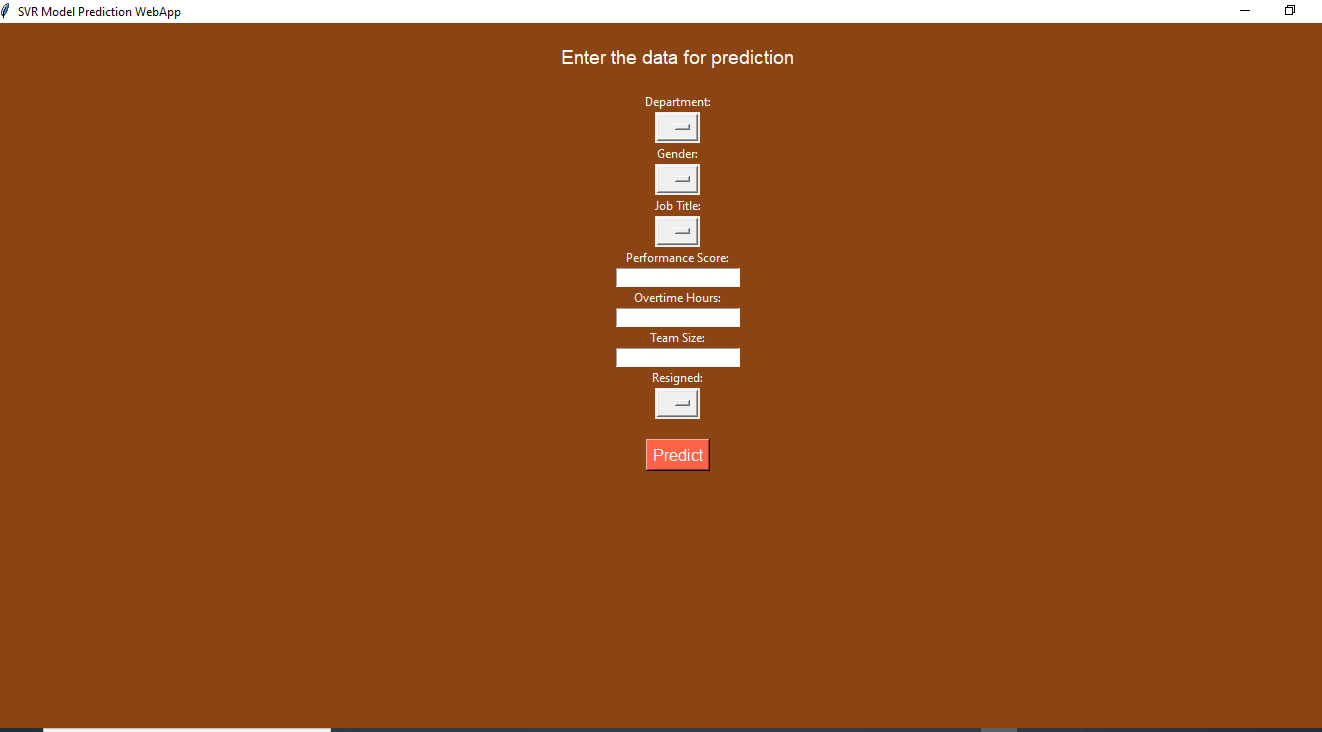 SVR Model Prediction WebApp
Enter the data for prediction
Department:
Gender:
Job Title:
Performance Score:
Overtime Hours:
Team Size:
Resigned:
Predict